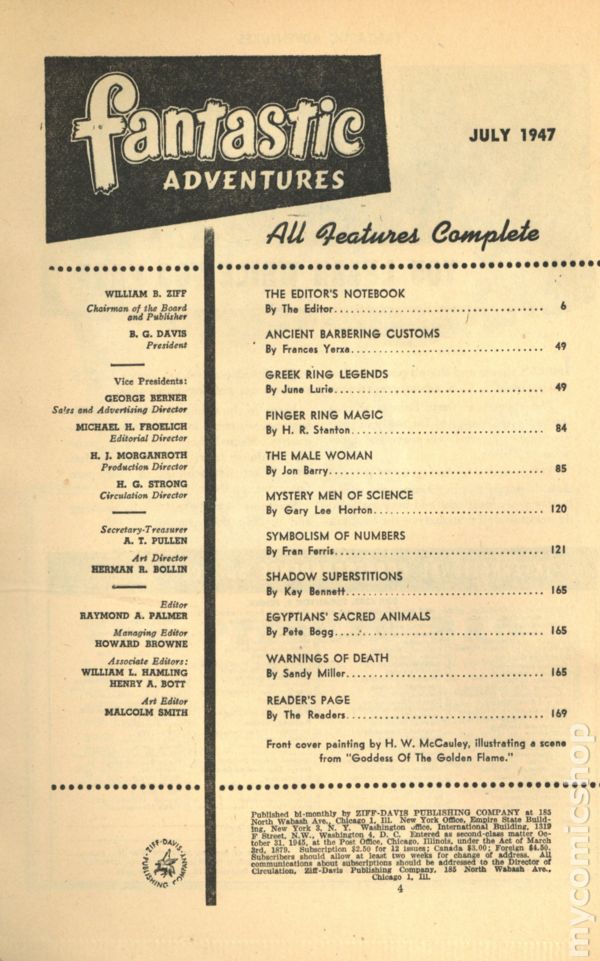 fantastic
ADVENTURES
JULY 1947
All Features Complete
WILLIAM B. ZIFF
Chairman of the Board
and Publisher
B. G. DAVIS
President
Vice Presidents:
GEORGE BERNER
Sales and Advertising Director
MICHAEL H. FROELICH
Editorial Director
H. J. MORGANROTH
Production Director
H. G. STRONG
Circulation Director
Secretary-Treasurer
A. T. PULLEN
Art Director
HERMAN R. BOLLIN
Editor
RAYMOND A. PALMER
Managing Editor
HOWARD BROWNE
Associate Editors:
WILLIAM L. HAMLING
HENRY A. BOTT
Art Editor
MALCOLM SMITH
THE EDITOR'S NOTEBOOK
By The Editor........................................ 6
ANCIENT BARBERING CUSTOMS
By Frances Yerxa..................................... 49
GREEK RING LEGENDS
By June Lurie........................................ 49
FINGER RING MAGIC
By H. R. Stanton..................................... 84
THE MALE WOMAN
By Jon Barry......................................... 85
MYSTERY MEN OF SCIENCE
By Gary Lee Horton................................... 120
SYMBOLISM OF NUMBERS
By Fran Ferris....................................... 121
SHADOW SUPERSTITIONS
By Kay Bennett....................................... 165
EGYPTIANS' SACRED ANIMALS
By Pete Bogg......................................... 165
WARNINGS OF DEATH
By Sandy Miller...................................... 165
READER'S PAGE
By The Readers....................................... 169
Front cover painting by H. W. McCauley, illustrating a scene
from "Goddess Of The Golden Flame."
Published bi-monthly by ZIFF-DAVIS PUBLISHING COMPANY at 185
North Wabash Ave., Chicago 1, Ill. New York Office, Empire State Build-
ing, New York 3, N. Y. Washington office, International Building, 1319
F Street, N.W., Washington 4, D. C. Entered as second-class matter Oc-
tober 31, 1945, at the Post Office, Chicago, Illinois, under the Act of March
3rd, 1879. Subscription $2.50 for 12 issues; Canada $3.00; Foreign $4.50.
Subscribers should allow at least two weeks for change of address. All
communications about subscriptions should be addressed to the Director of
Circulation, Ziff-Davis Publishing Company, 185 North Wabash Ave.,
Chicago 1, Ill.
4
ZIFF-DAVIS PUBLISHING COMPANY
mycomicshop